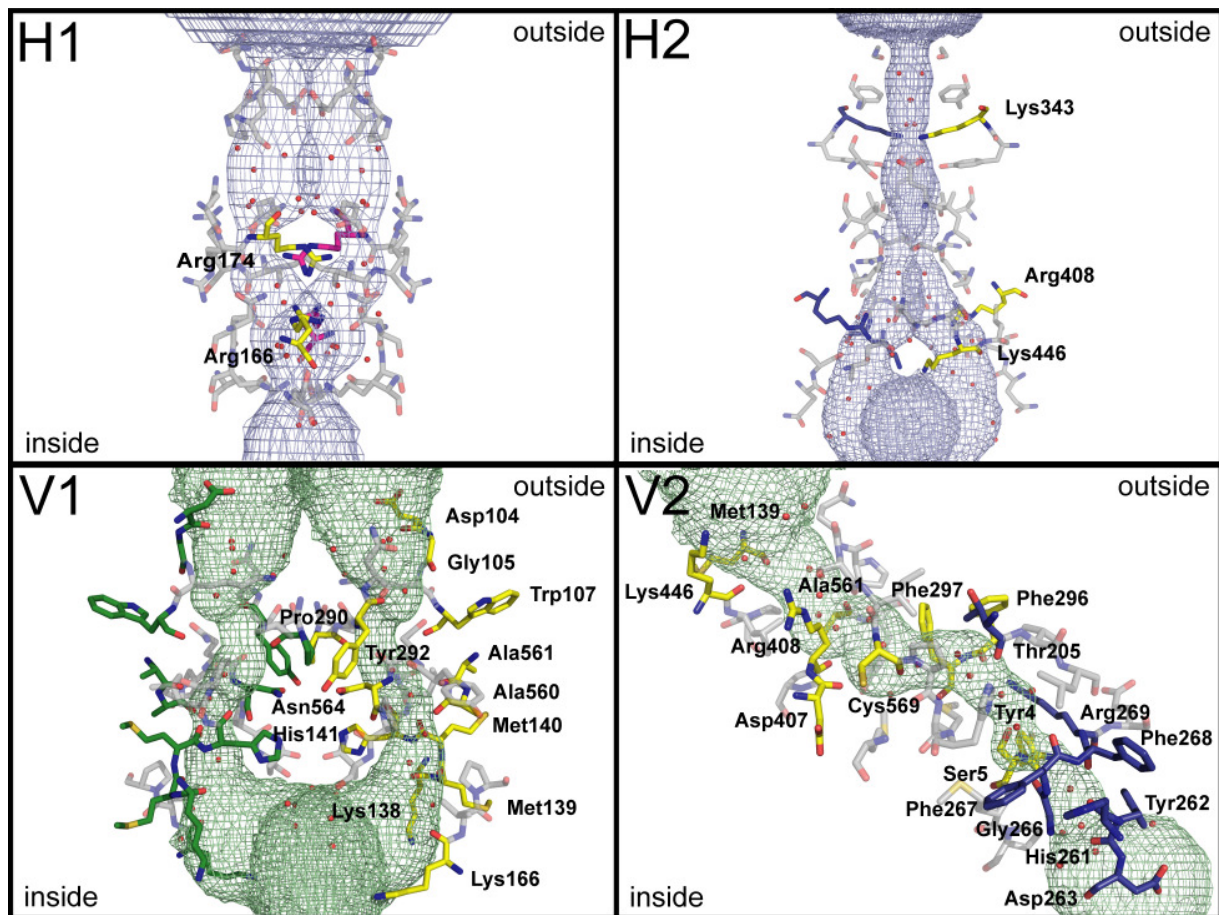 H1
outside
Arg174
Arg166
inside
H2
outside
Lys343
Arg408
Lys446
inside
V1
outside
Asp104
Gly105
Trp107
Pro290
Tyr292
Ala561
Ala560
Asn564
Met140
His141
Lys138
Met139
Lys166
inside
V2
outside
Met139
Lys446
Ala561
Phe297
Phe296
Arg408
Thr205
Asp407
Cys569
Tyr4
Arg269
Phe268
Ser5
Phe267
Tyr262
Gly266
His261
Asp263
inside